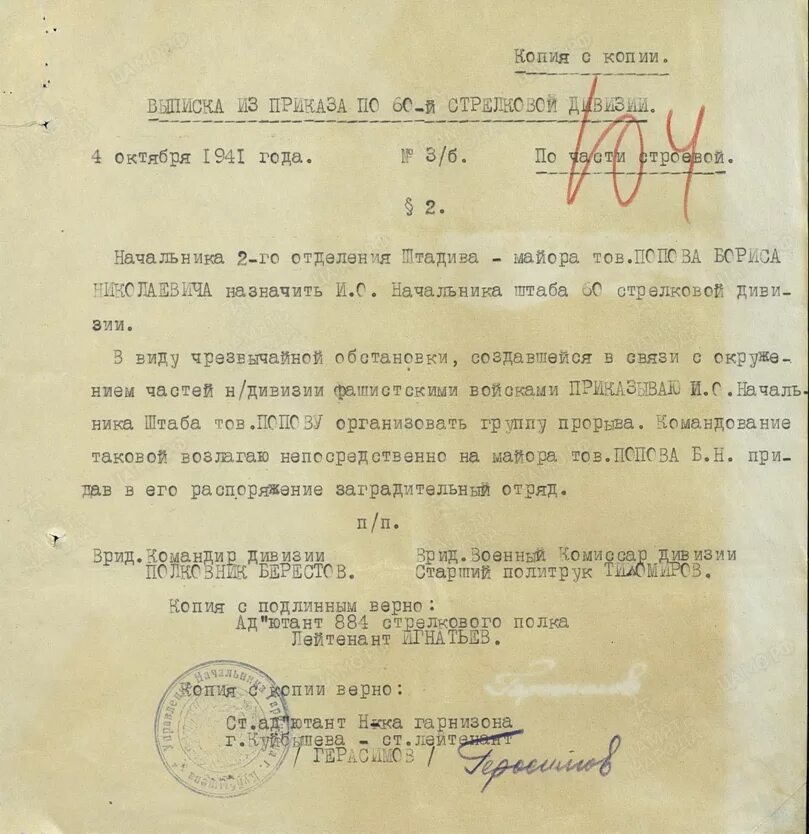 Копия с копии.
ВЫПИСКА ИЗ ПРИКАЗА ПО 60-й СТРЕЛКОВОЙ ДИВИЗИИ.
104
4 октября 1941 года. № 3/б. По части строевой.
§ 2.
Начальника 2-го отделения Штадива - майора тов.ПОПОВА БОРИСА
НИКОЛАЕВИЧА назначить И.О. Начальника штаба 60 стрелковой диви-
зии.
В виду чрезвычайной обстановки, создавшейся в связи с окруже-
нием частей н/дивизии фашистскими войсками ПРИКАЗЫВАЮ И.О.Началь-
ника Штаба тов.ПОПОВУ организовать группу прорыва. Командование
таковой возлагаю непосредственно на майора тов.ПОПОВА Б.Н. при-
дав в его распоряжение заградительный отряд.
п/п.
Врид.Командир дивизии Врид.Военный Комиссар дивизии
ПОЛКОВНИК БЕРЕСТОВ. Старший политрук ТИХОМИРОВ.
Копия с подлинным верно:
Ад"ютант 884 стрелкового полка
Лейтенант ИГНАТЬЕВ.
Копия с копии верно:
Ст.ад"ютант Н-ка гарнизона
г.Куйбышева - ст.лейтенант
/ ГЕРАСИМОВ / Герасимов
Управление Начальника Гарнизона г. Куйбышева